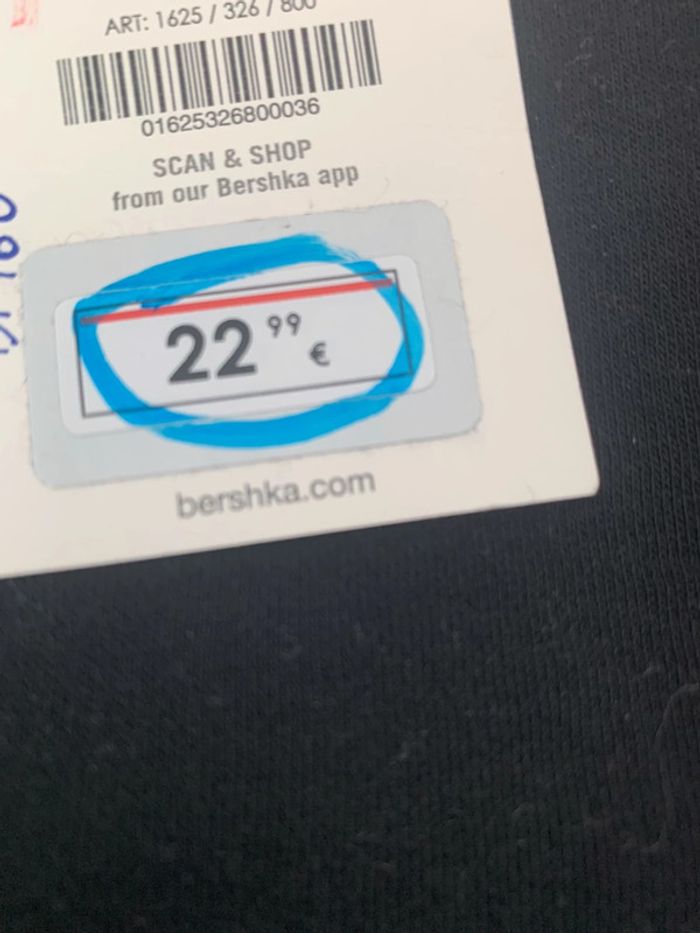 ART: 1625 / 326 / 800
01625326800036
SCAN & SHOP
from our Bershka app
22 99 €
bershka.com